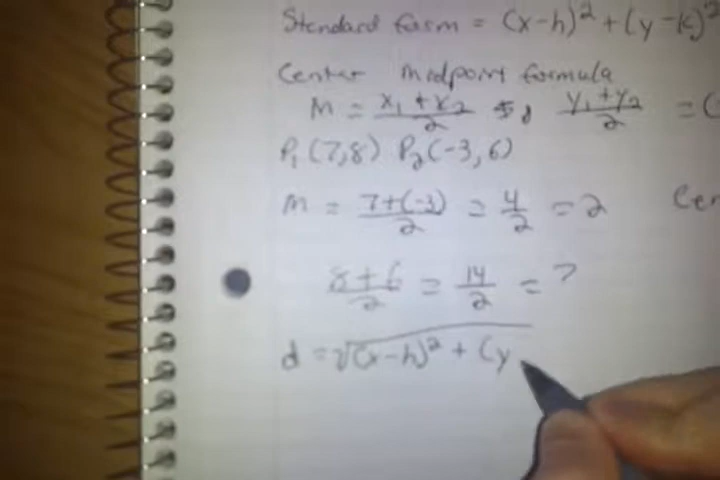 Standard form = (x-h)² + (y-k)²
Center Midpoint formula
M = x₁ + x₂ / 2 , y₁ + y₂ / 2 = (
P₁ (7,8) P₂ (-3, 6)
M = 7+(-3) / 2 = 4 / 2 = 2 Cen
8+6 / 2 = 14 / 2 = 7
d = √(x-h)² + (y